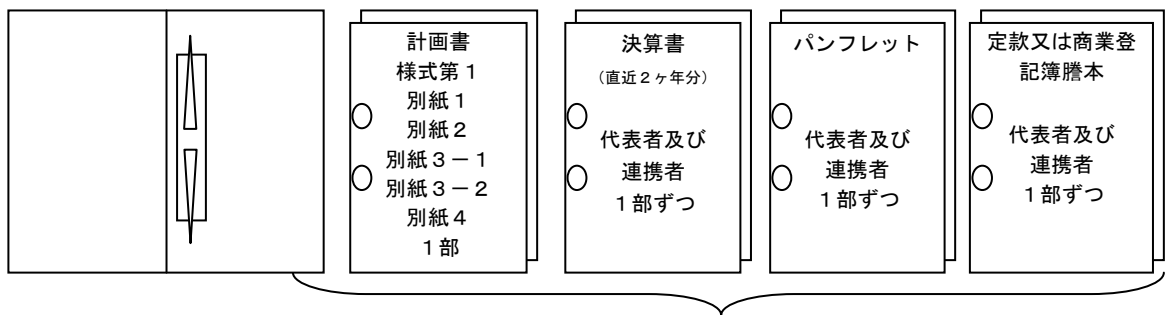 計画書
様式第１
別紙１
別紙２
別紙３－１
別紙３－２
別紙４
１部
決算書
（直近２ヶ年分）
代表者及び
連携者
１部ずつ
パンフレット
代表者及び
連携者
１部ずつ
定款又は商業登
記簿謄本
代表者及び
連携者
１部ずつ